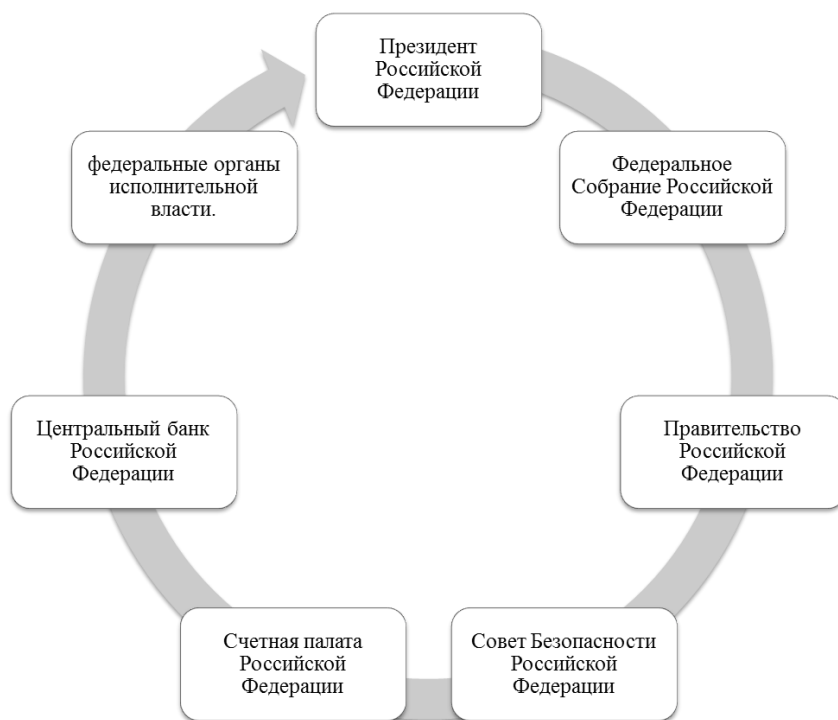 Президент
Российской
Федерации
Федеральное
Собрание Российской
Федерации
Правительство
Российской
Федерации
Совет Безопасности
Российской
Федерации
Счетная палата
Российской
Федерации
Центральный банк
Российской
Федерации
федеральные органы
исполнительной
власти.